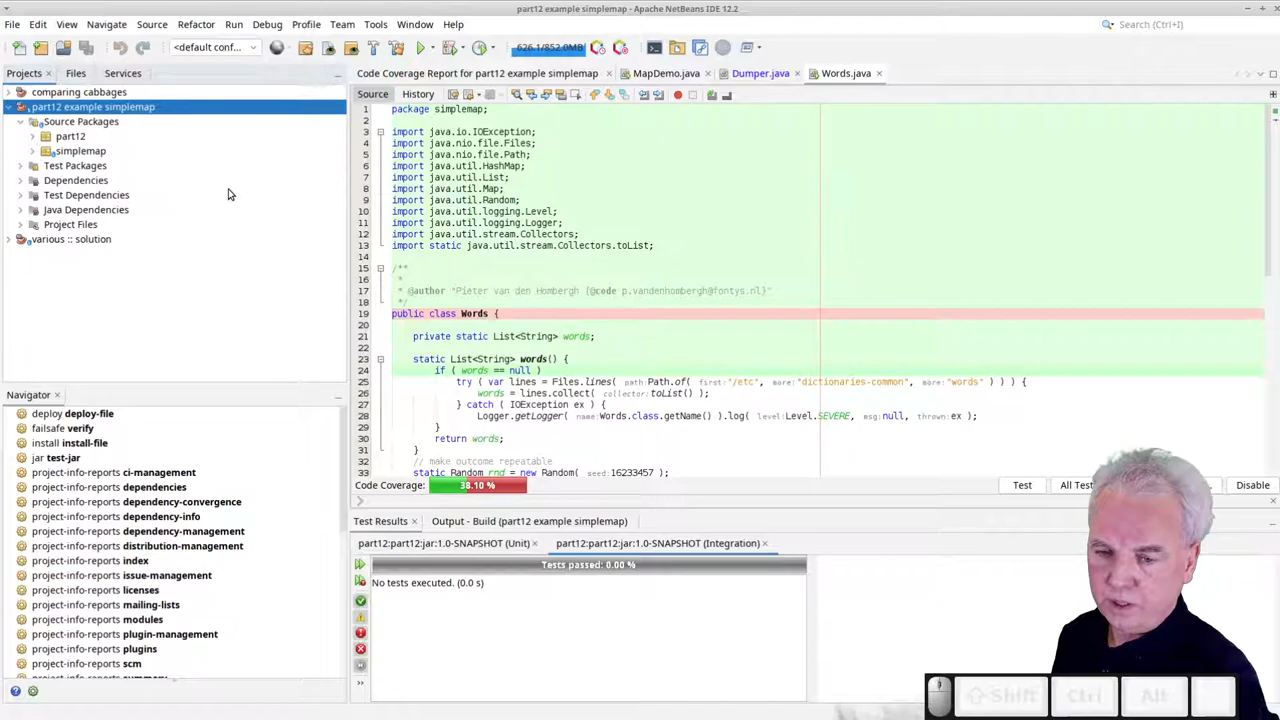 part12 example simplemap - Apache NetBeans IDE 12.2
File Edit View Navigate Source Refactor Run Debug Profile Team Tools Window Help
Search (Ctrl+I)
<default conf...
626.1/852.0MB
Projects Files Services
comparing cabbages
part12 example simplemap
Source Packages
part12
simplemap
Test Packages
Dependencies
Test Dependencies
Java Dependencies
Project Files
various :: solution
Navigator
deploy deploy-file
failsafe verify
install install-file
jar test-jar
project-info-reports ci-management
project-info-reports dependencies
project-info-reports dependency-convergence
project-info-reports dependency-info
project-info-reports dependency-management
project-info-reports distribution-management
project-info-reports index
project-info-reports issue-management
project-info-reports licenses
project-info-reports mailing-lists
project-info-reports modules
project-info-reports plugin-management
project-info-reports plugins
project-info-reports scm
Code Coverage Report for part12 example simplemap MapDemo.java Dumper.java Words.java
Source History
1 package simplemap;
2
3 import java.io.IOException;
4 import java.nio.file.Files;
5 import java.nio.file.Path;
6 import java.util.HashMap;
7 import java.util.List;
8 import java.util.Map;
9 import java.util.Random;
10 import java.util.logging.Level;
11 import java.util.logging.Logger;
12 import java.util.stream.Collectors;
13 import static java.util.stream.Collectors.toList;
14
15 /**
16 *
17 * @author "Pieter van den Hombergh {@code p.vandenhombergh@fontys.nl}"
18 */
19 public class Words {
20
21 private static List<String> words;
22
23 static List<String> words() {
24 if ( words == null )
25 try ( var lines = Files.lines( path:Path.of( first:"/etc", more:"dictionaries-common", more:"words" ) ) ) {
26 words = lines.collect( collector:toList() );
27 } catch ( IOException ex ) {
28 Logger.getLogger( name:Words.class.getName() ).log( level:Level.SEVERE, msg:null, thrown:ex );
29 }
30 return words;
31 }
32 // make outcome repeatable
33 static Random rnd = new Random( seed:16233457 );
Code Coverage: 38.10 % Test All Test Disable
Test Results Output - Build (part12 example simplemap)
part12:part12:jar:1.0-SNAPSHOT (Unit) part12:part12:jar:1.0-SNAPSHOT (Integration)
Tests passed: 0.00 %
No tests executed. (0.0 s)
Shift Ctrl Alt